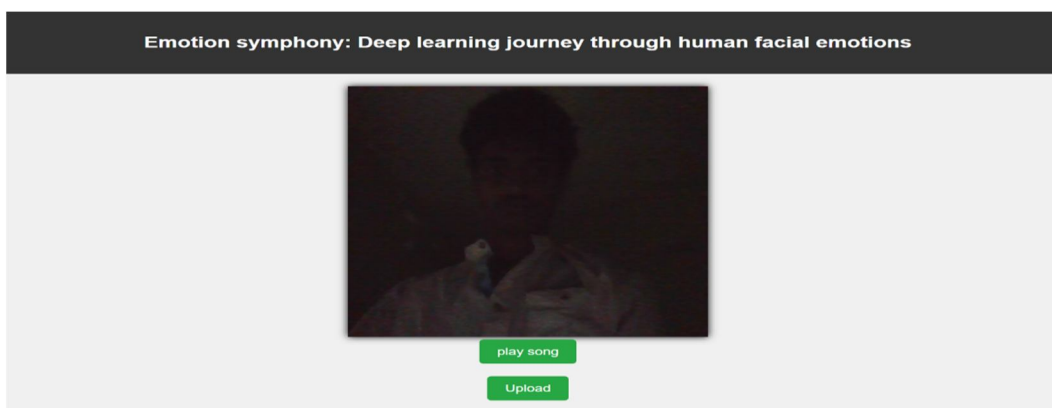 Emotion symphony: Deep learning journey through human facial emotions
play song
Upload